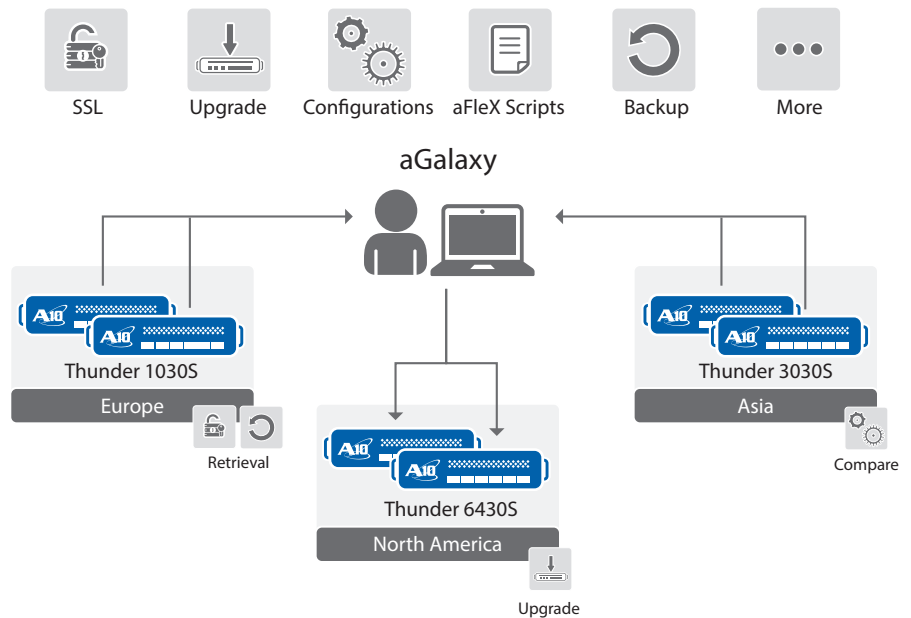 SSL
Upgrade
Configurations
aFleX Scripts
Backup
More
aGalaxy
A10
A10
Thunder 1030S
Europe
Retrieval
A10
A10
Thunder 6430S
North America
Upgrade
A10
A10
Thunder 3030S
Asia
Compare